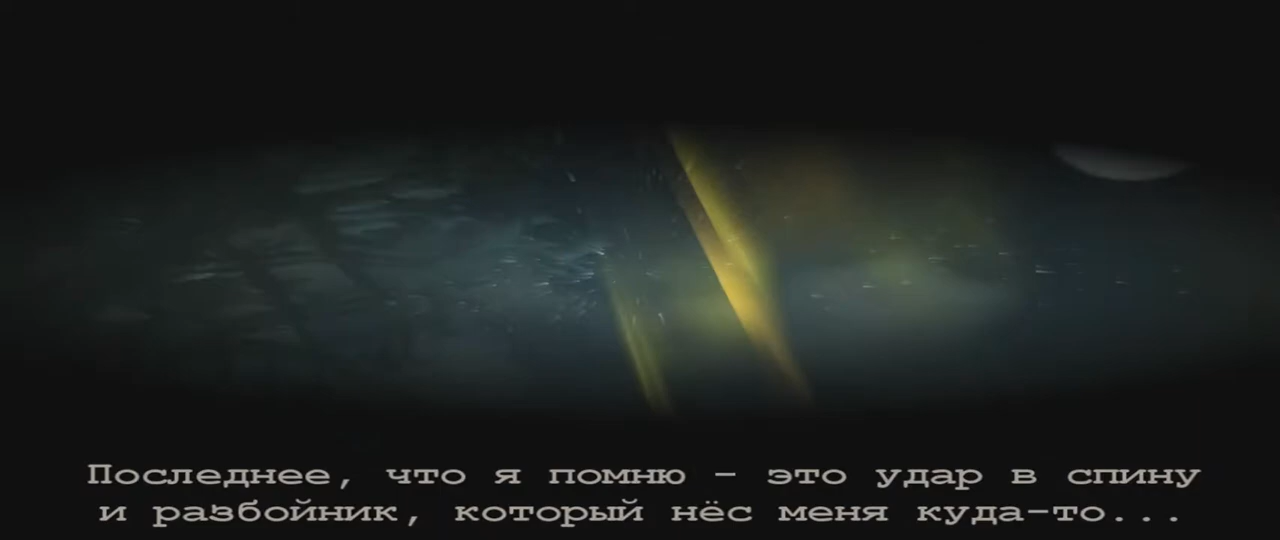 Последнее, что я помню – это удар в спину
и разбойник, который нёс меня куда-то...